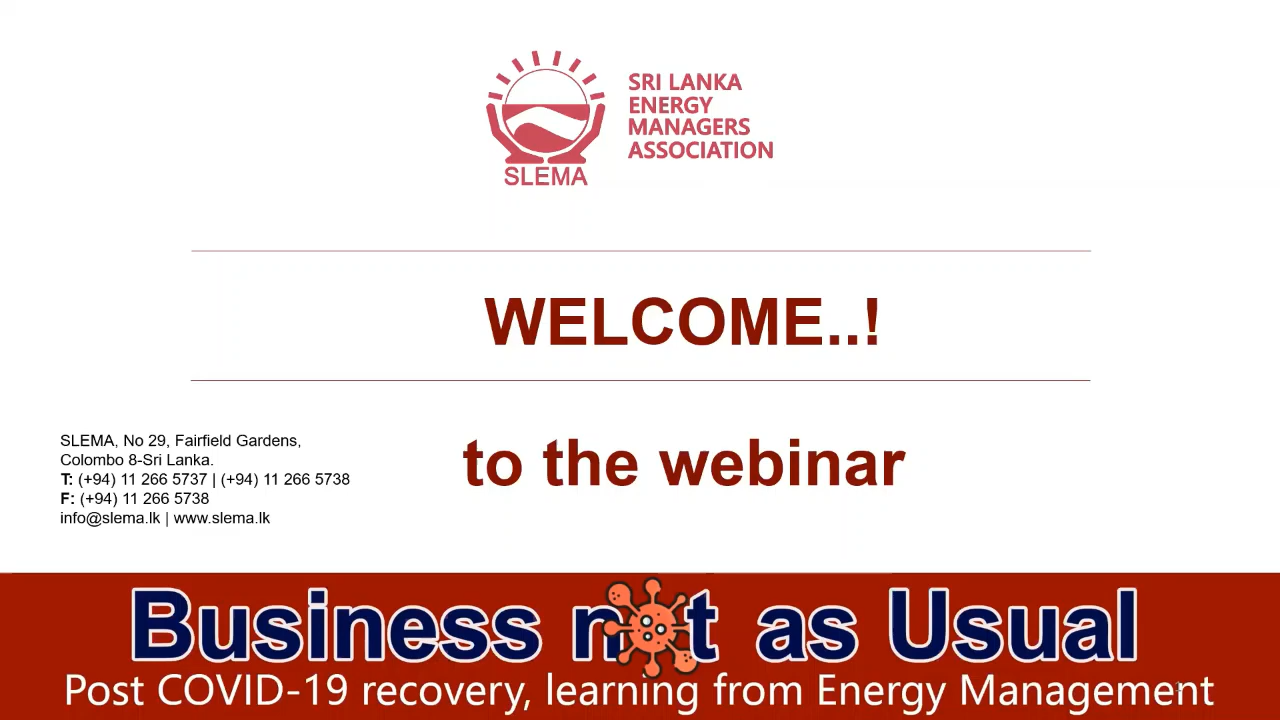 SRI LANKA
ENERGY
MANAGERS
ASSOCIATION
SLEMA
WELCOME..!
to the webinar
SLEMA, No 29, Fairfield Gardens,
Colombo 8-Sri Lanka.
T: (+94) 11 266 5737 | (+94) 11 266 5738
F: (+94) 11 266 5738
info@slema.lk | www.slema.lk
Business not as Usual
Post COVID-19 recovery, learning from Energy Management